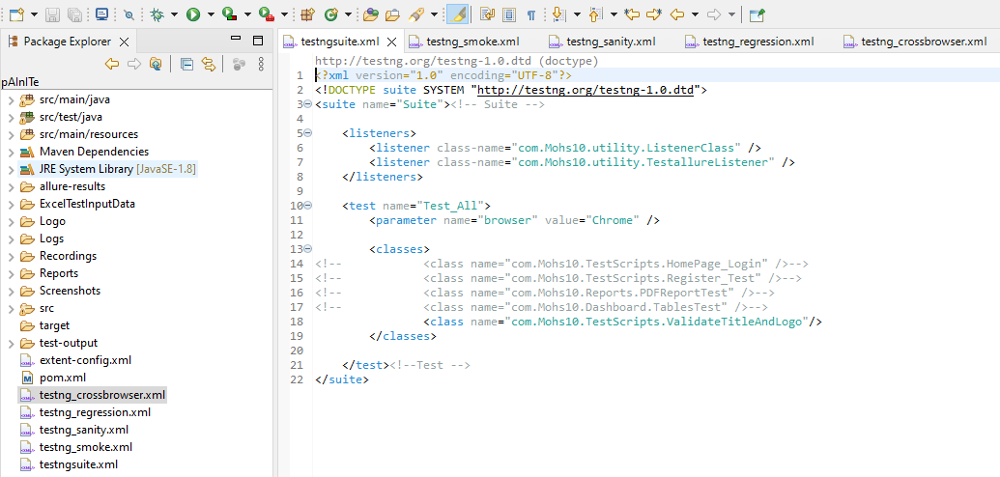 Package Explorer
pAInITe
src/main/java
src/test/java
src/main/resources
Maven Dependencies
JRE System Library [JavaSE-1.8]
allure-results
ExcelTestInputData
Logo
Logs
Recordings
Reports
Screenshots
src
target
test-output
extent-config.xml
pom.xml
testng_crossbrowser.xml
testng_regression.xml
testng_sanity.xml
testng_smoke.xml
testngsuite.xml
testngsuite.xml testng_smoke.xml testng_sanity.xml testng_regression.xml testng_crossbrowser.xml
http://testng.org/testng-1.0.dtd (doctype)
1 <?xml version="1.0" encoding="UTF-8"?>
2 <!DOCTYPE suite SYSTEM "http://testng.org/testng-1.0.dtd">
3 <suite name="Suite"><!-- Suite -->
4
5 <listeners>
6 <listener class-name="com.Mohs10.utility.ListenerClass" />
7 <listener class-name="com.Mohs10.utility.TestallureListener" />
8 </listeners>
9
10 <test name="Test_All">
11 <parameter name="browser" value="Chrome" />
12
13 <classes>
14 <!-- <class name="com.Mohs10.TestScripts.HomePage_Login" />-->
15 <!-- <class name="com.Mohs10.TestScripts.Register_Test" />-->
16 <!-- <class name="com.Mohs10.Reports.PDFReportTest" />-->
17 <!-- <class name="com.Mohs10.Dashboard.TablesTest" />-->
18 <class name="com.Mohs10.TestScripts.ValidateTitleAndLogo"/>
19 </classes>
20
21 </test><!--Test -->
22 </suite>